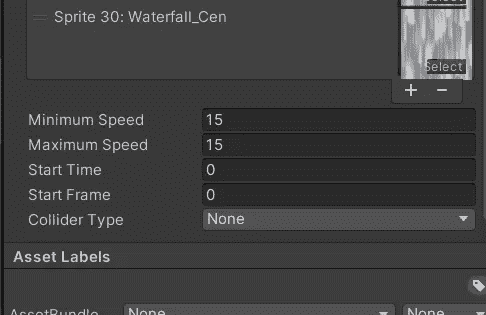 Select
Sprite 30: Waterfall_Cen
Select
+ −
Minimum Speed 15
Maximum Speed 15
Start Time 0
Start Frame 0
Collider Type None
Asset Labels
AssetBundle None None